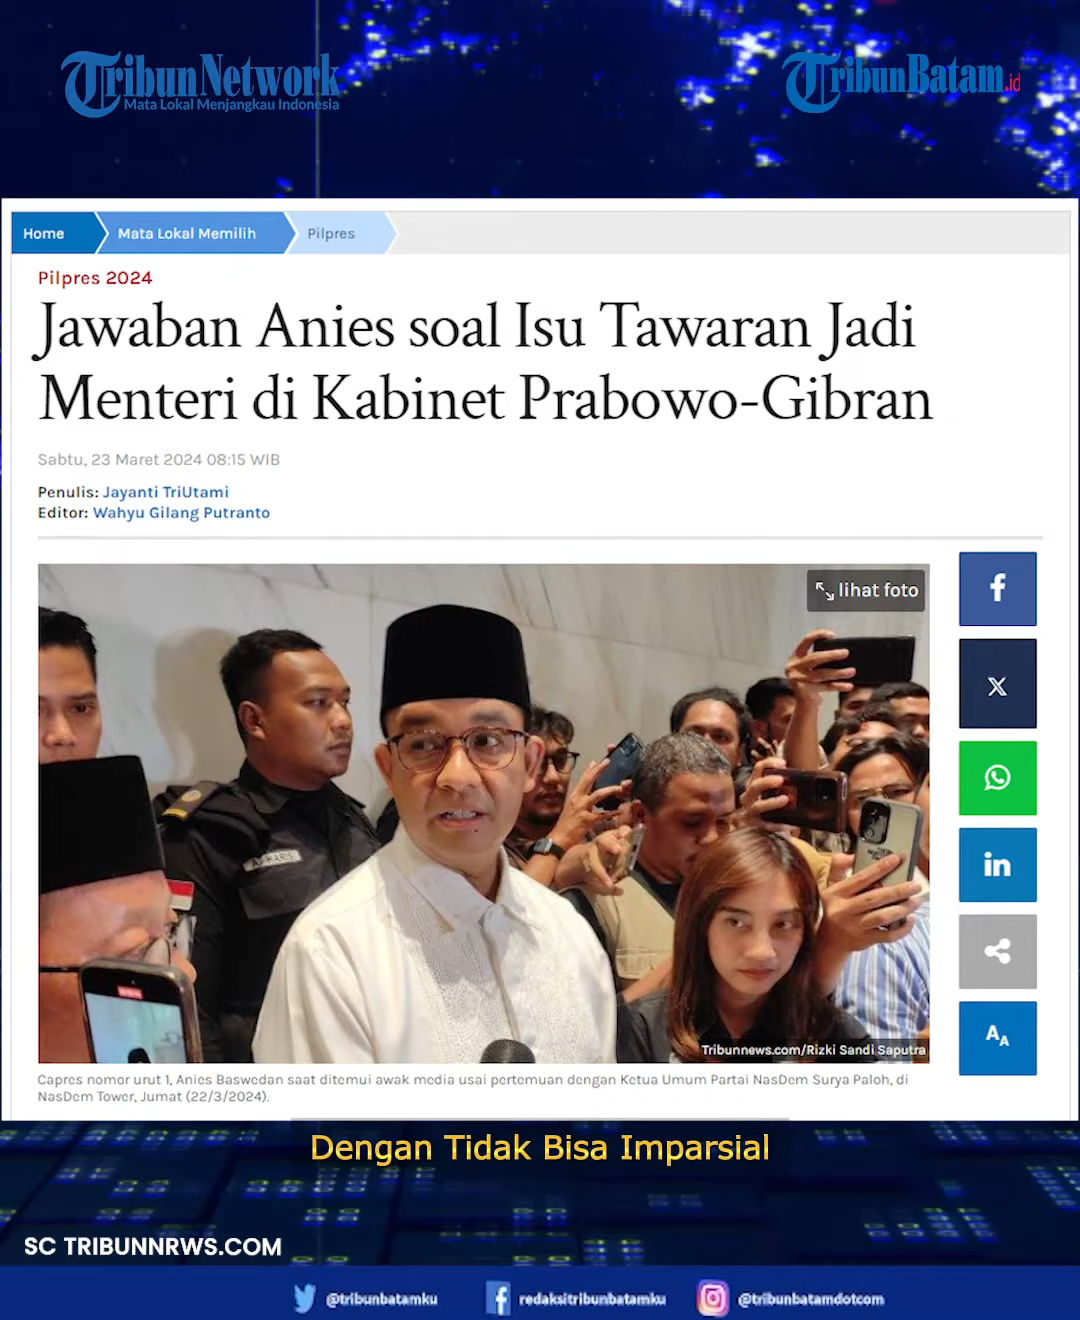 TribunNetwork
Mata Lokal Menjangkau Indonesia
TribunBatam.id
Home
Mata Lokal Memilih
Pilpres
Pilpres 2024
Jawaban Anies soal Isu Tawaran Jadi
Menteri di Kabinet Prabowo-Gibran
Sabtu, 23 Maret 2024 08:15 WIB
Penulis: Jayanti TriUtami
Editor: Wahyu Gilang Putranto
lihat foto
Tribunnews.com/Rizki Sandi Saputra
Capres nomor urut 1, Anies Baswedan saat ditemui awak media usai pertemuan dengan Ketua Umum Partai NasDem Surya Paloh, di
NasDem Tower, Jumat (22/3/2024).
Dengan Tidak Bisa Imparsial
SC TRIBUNNRWS.COM
@tribunbatamku
redaksitribunbatamku
@tribunbatamdotcom